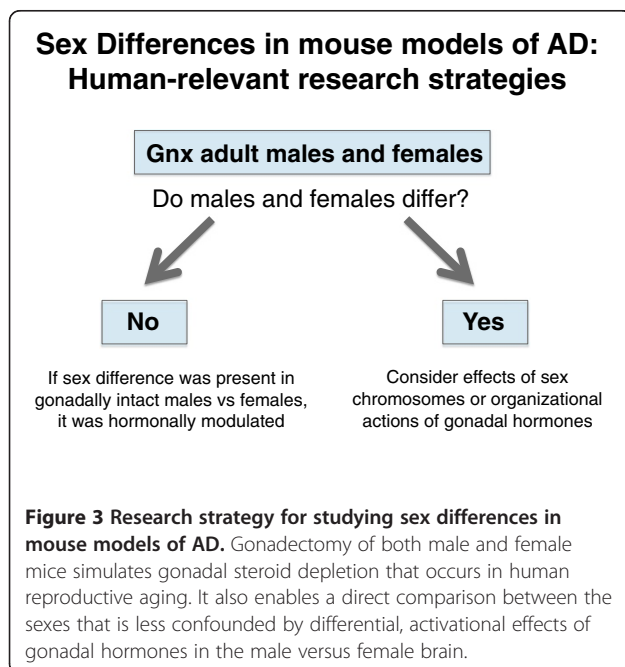 Sex Differences in mouse models of AD:
Human-relevant research strategies
Gnx adult males and females
Do males and females differ?
No
If sex difference was present in
gonadally intact males vs females,
it was hormonally modulated
Yes
Consider effects of sex
chromosomes or organizational
actions of gonadal hormones
Figure 3 Research strategy for studying sex differences in
mouse models of AD. Gonadectomy of both male and female
mice simulates gonadal steroid depletion that occurs in human
reproductive aging. It also enables a direct comparison between the
sexes that is less confounded by differential, activational effects of
gonadal hormones in the male versus female brain.